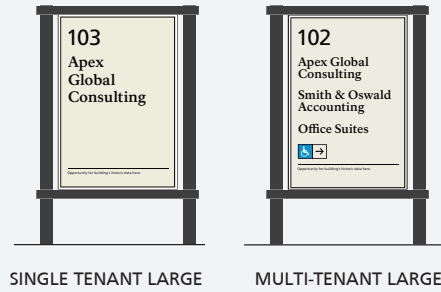 103
Apex
Global
Consulting
Opportunity for building's historic data here.
SINGLE TENANT LARGE
102
Apex Global
Consulting
Smith & Oswald
Accounting
Office Suites
Opportunity for building's historic data here.
MULTI-TENANT LARGE